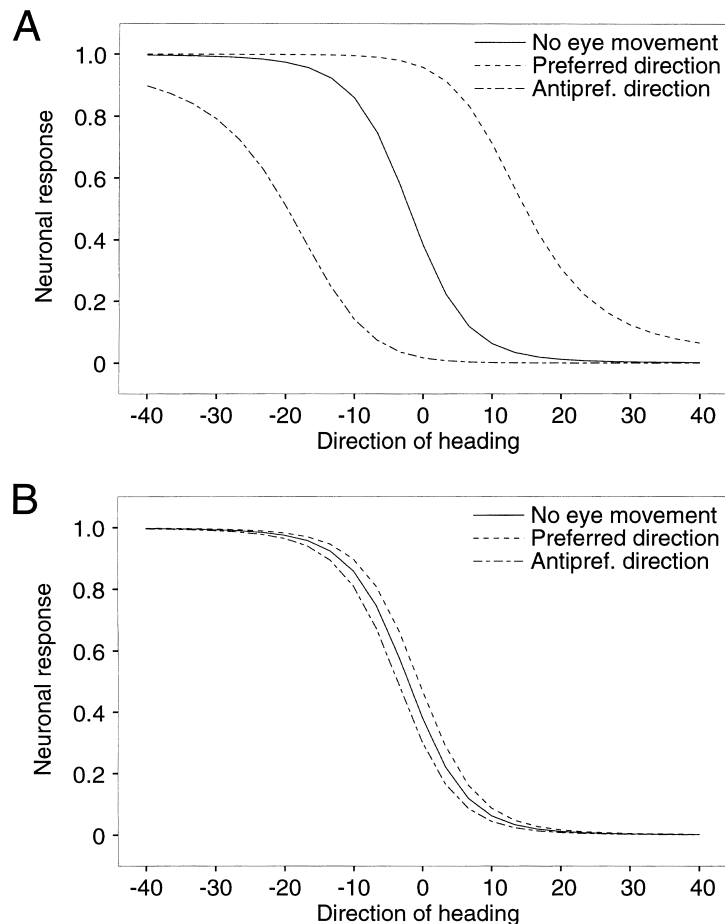 A
No eye movement
Preferred direction
Antipref. direction
Neuronal response
1.0
0.8
0.6
0.4
0.2
0
-40 -30 -20 -10 0 10 20 30 40
Direction of heading
B
No eye movement
Preferred direction
Antipref. direction
Neuronal response
1.0
0.8
0.6
0.4
0.2
0
-40 -30 -20 -10 0 10 20 30 40
Direction of heading